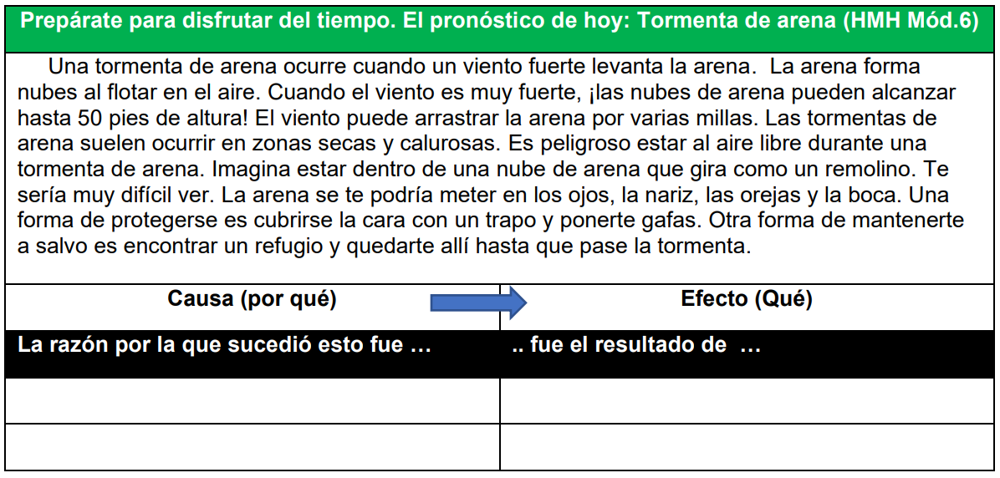 Prepárate para disfrutar del tiempo. El pronóstico de hoy: Tormenta de arena (HMH Mód.6)
Una tormenta de arena ocurre cuando un viento fuerte levanta la arena.  La arena forma
nubes al flotar en el aire. Cuando el viento es muy fuerte, ¡las nubes de arena pueden alcanzar
hasta 50 pies de altura! El viento puede arrastrar la arena por varias millas. Las tormentas de
arena suelen ocurrir en zonas secas y calurosas. Es peligroso estar al aire libre durante una
tormenta de arena. Imagina estar dentro de una nube de arena que gira como un remolino. Te
sería muy difícil ver. La arena se te podría meter en los ojos, la nariz, las orejas y la boca. Una
forma de protegerse es cubrirse la cara con un trapo y ponerte gafas. Otra forma de mantenerte
a salvo es encontrar un refugio y quedarte allí hasta que pase la tormenta.
Causa (por qué)
Efecto (Qué)
La razón por la que sucedió esto fue …
.. fue el resultado de  …